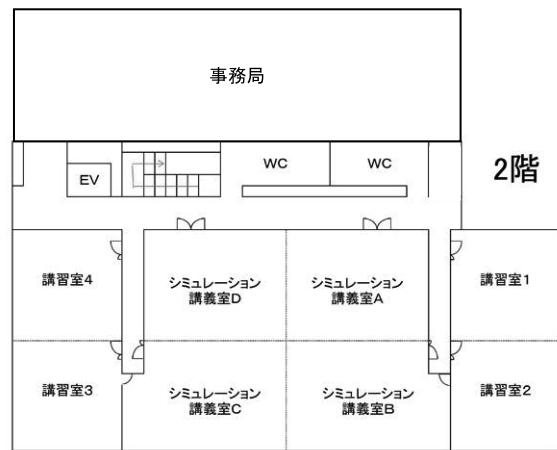 事務局
WC
WC
2階
EV
講習室4
シミュレーション
講義室D
シミュレーション
講義室A
講習室1
講習室3
シミュレーション
講義室C
シミュレーション
講義室B
講習室2